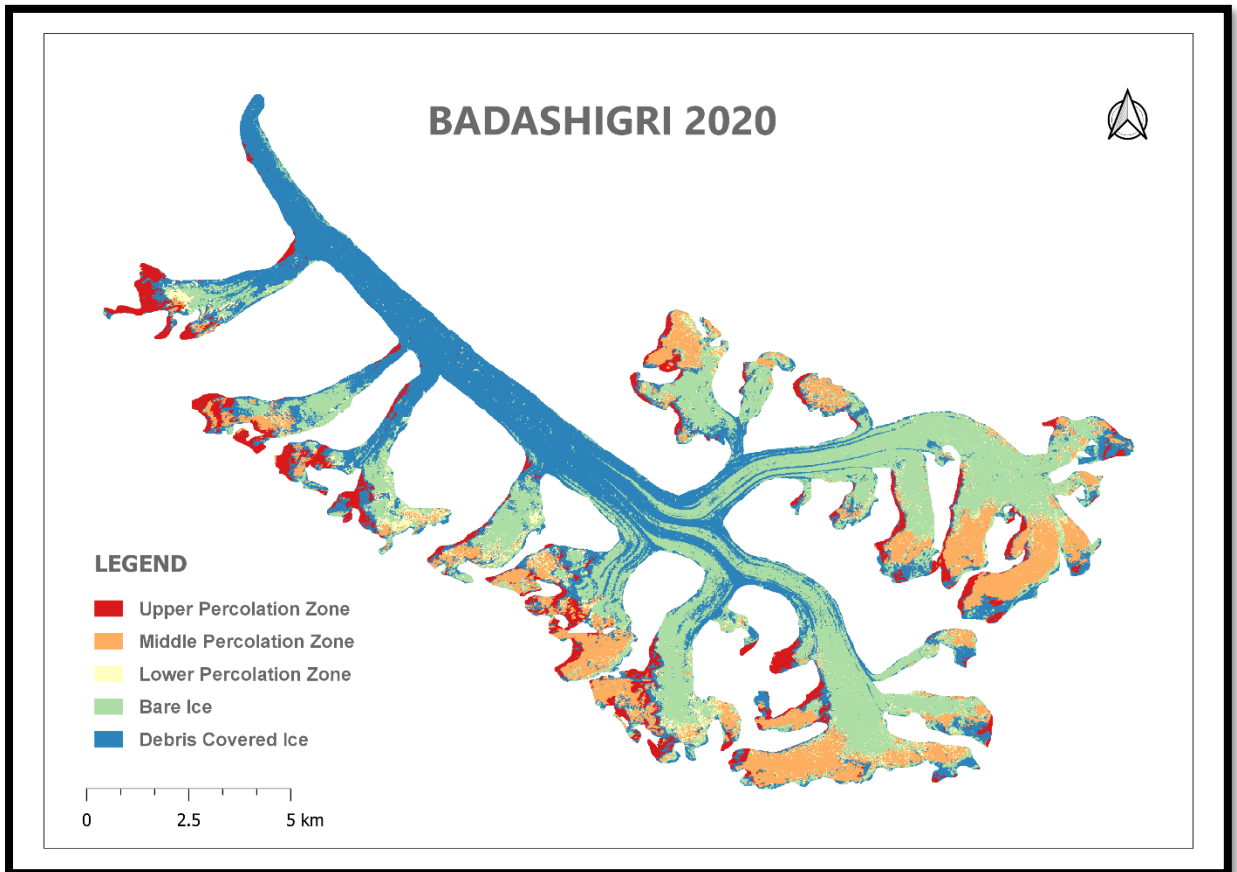 BADASHIGRI 2020
LEGEND
Upper Percolation Zone
Middle Percolation Zone
Lower Percolation Zone
Bare Ice
Debris Covered Ice
0 2.5 5 km